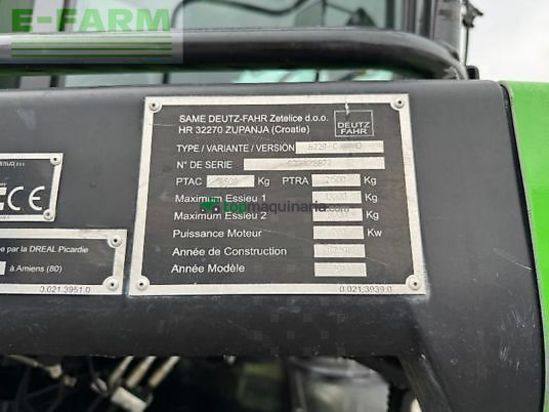 E-FARM
SAME DEUTZ-FAHR Zetelice d.o.o.
HR 32270 ZUPANJA (Croatie)
DEUTZ
FAHR
TYPE / VARIANTE / VERSION
N° DE SERIE
PTAC Kg PTRA Kg
Maximum Essieu 1 Kg
Maximum Essieu 2 Kg
topmaquinaria.com
Puissance Moteur Kw
Année de Construction
Année Modèle
0.021.3939.0
CE
e par la DREAL Picardie
à Amiens (80)
0.021.3951.0